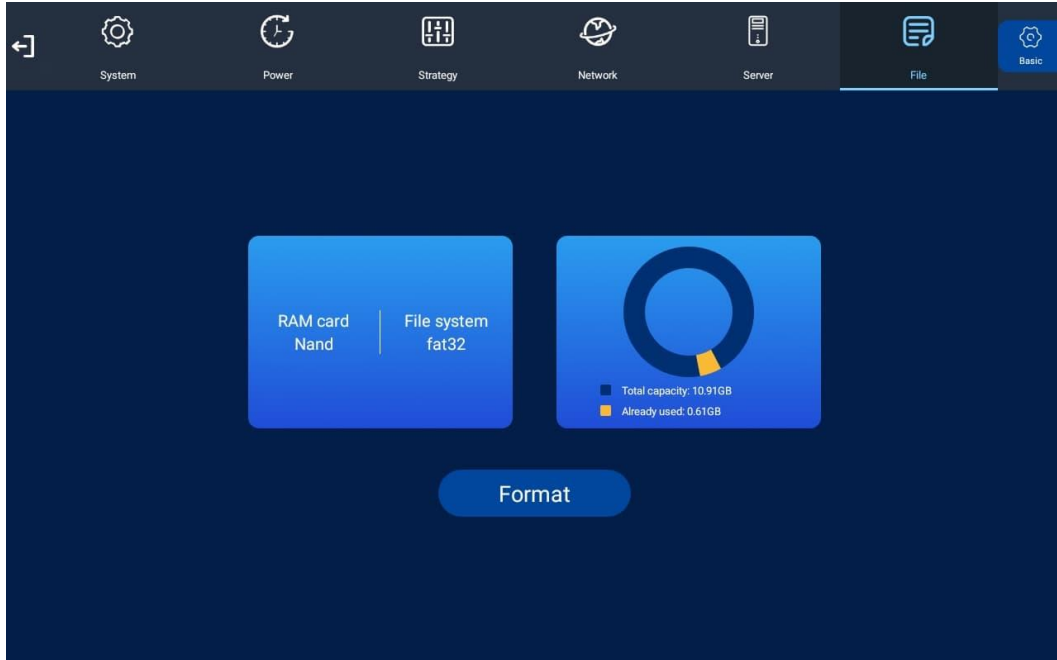 System
Power
Strategy
Network
Server
File
Basic
RAM card
Nand
File system
fat32
Total capacity: 10.91GB
Already used: 0.61GB
Format